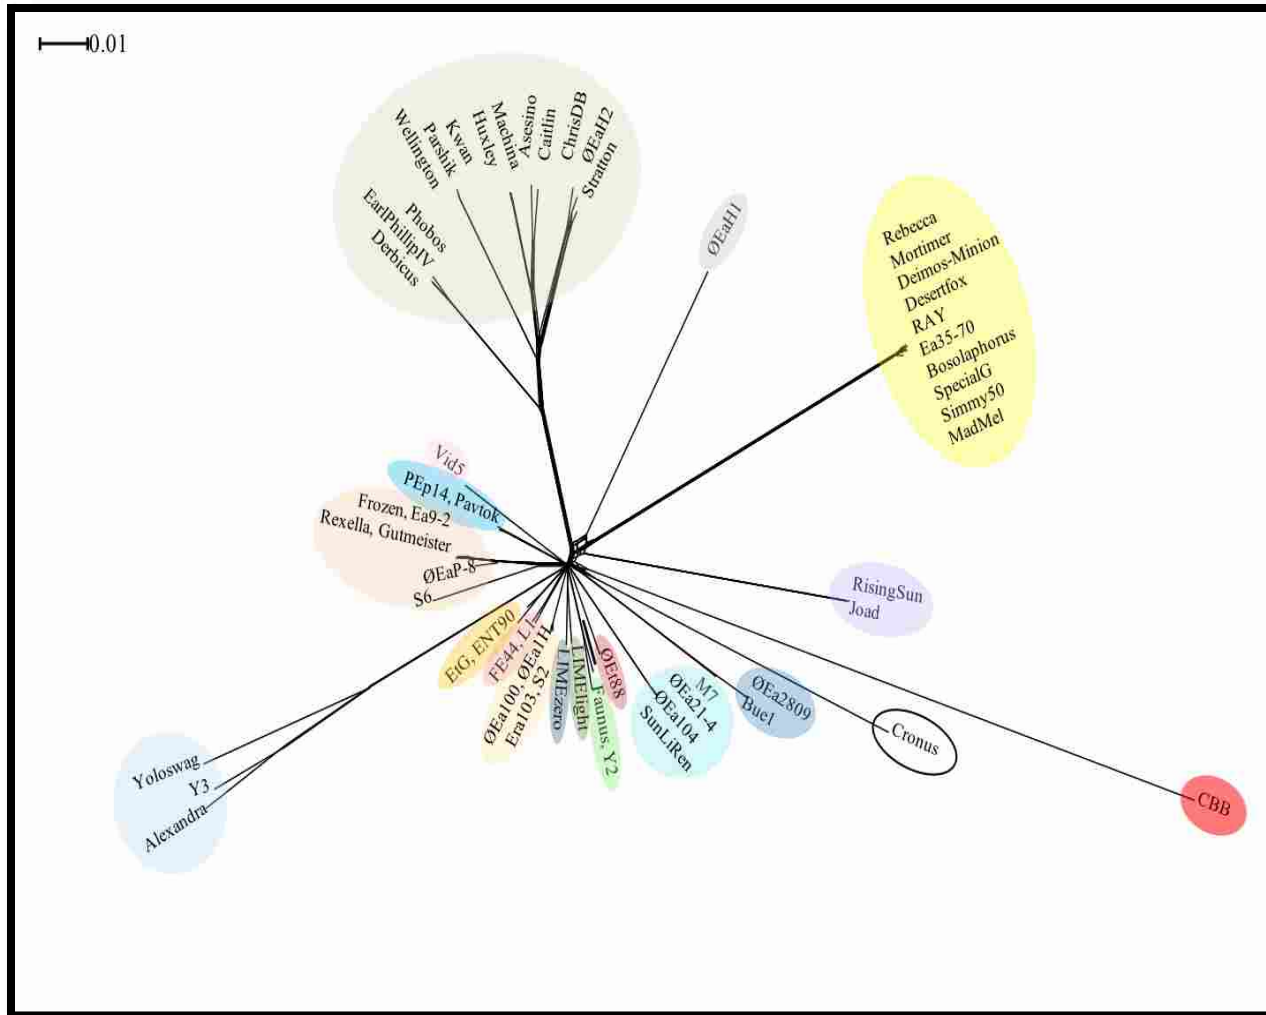 0.01
Wellington
Parshik
Kwan
Huxley
Machina
Asesino
Caitlin
ChrisDB
ØEaH2
Stratton
Phobos
EarlPhillipIV
Derbicus
ØEaH1
Rebecca
Mortimer
Deimos-Minion
Desertfox
RAY
Ea35-70
Bosolaphorus
SpecialG
Simmy50
MadMel
Vid5
PEp14, Pavtok
Frozen, Ea9-2
Rexella, Gutmeister
ØEaP-8
S6
RisingSun
Joad
EtG, ENT90
FE44, L1
ØEa100, ØEa1H
Era103, S2
LIMEzero
LIMElight
Faunus, Y2
ØEt88
M7
ØEa21-4
ØEa104
SunLiRen
ØEa2809
Bue1
Cronus
CBB
Yoloswag
Y3
Alexandra